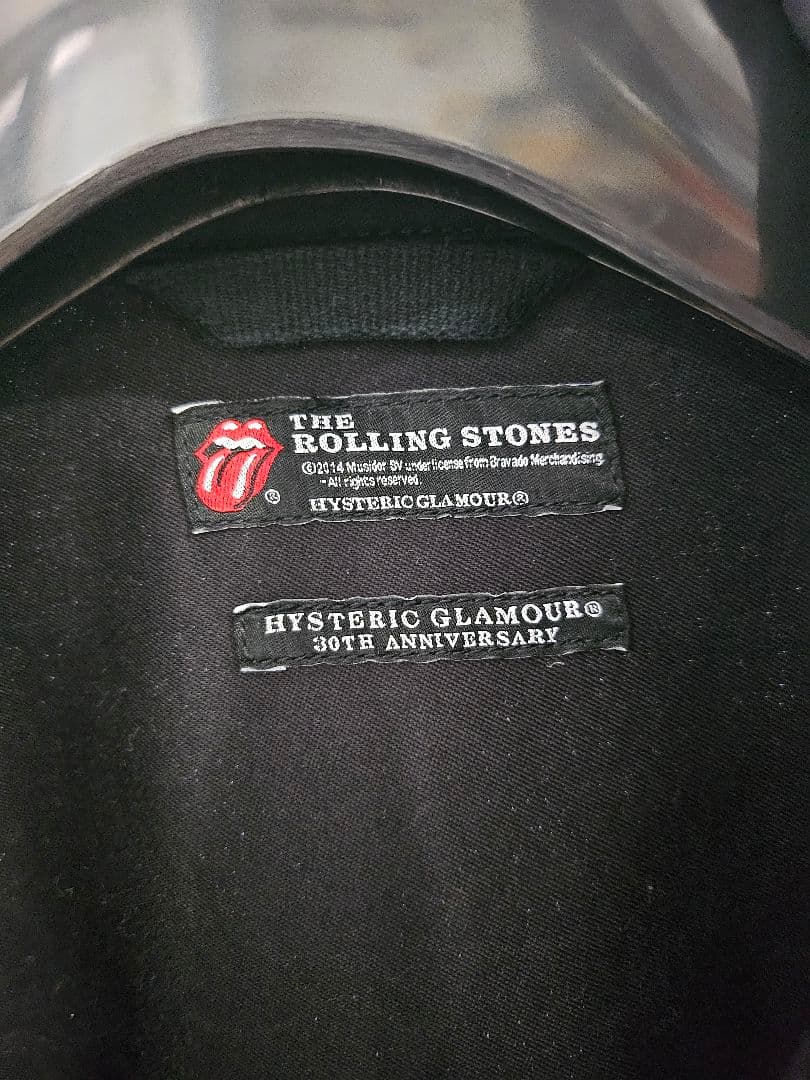 THE
ROLLING STONES
©2014 Musidor BV under license from Bravado Merchandising.
-All rights reserved.
HYSTERIC GLAMOUR®
®
HYSTERIC GLAMOUR®
30TH ANNIVERSARY